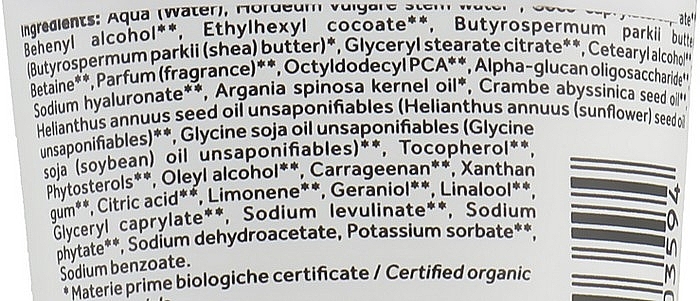 Ingredients: Aqua (Water), Hordeum vulgare stem water
Behenyl alcohol**, Ethylhexyl cocoate**, Butyrospermum parkii butter
(Butyrospermum parkii (shea) butter)*, Glyceryl stearate citrate**, Cetearyl alcohol**
Betaine**, Parfum (fragrance)**, Octyldodecyl PCA**, Alpha-glucan oligosaccharide**
Sodium hyaluronate**, Argania spinosa kernel oil*, Crambe abyssinica seed oil**
Helianthus annuus seed oil unsaponifiables (Helianthus annuus (sunflower) seed oil
unsaponifiables)**, Glycine soja oil unsaponifiables (Glycine
soja (soybean) oil unsaponifiables)**, Tocopherol**,
Phytosterols**, Oleyl alcohol**, Carrageenan**, Xanthan
gum**, Citric acid**, Limonene**, Geraniol**, Linalool**,
Glyceryl caprylate**, Sodium levulinate**, Sodium
phytate**, Sodium dehydroacetate, Potassium sorbate**,
Sodium benzoate.
*Materie prime biologiche certificate / Certified organic
03594